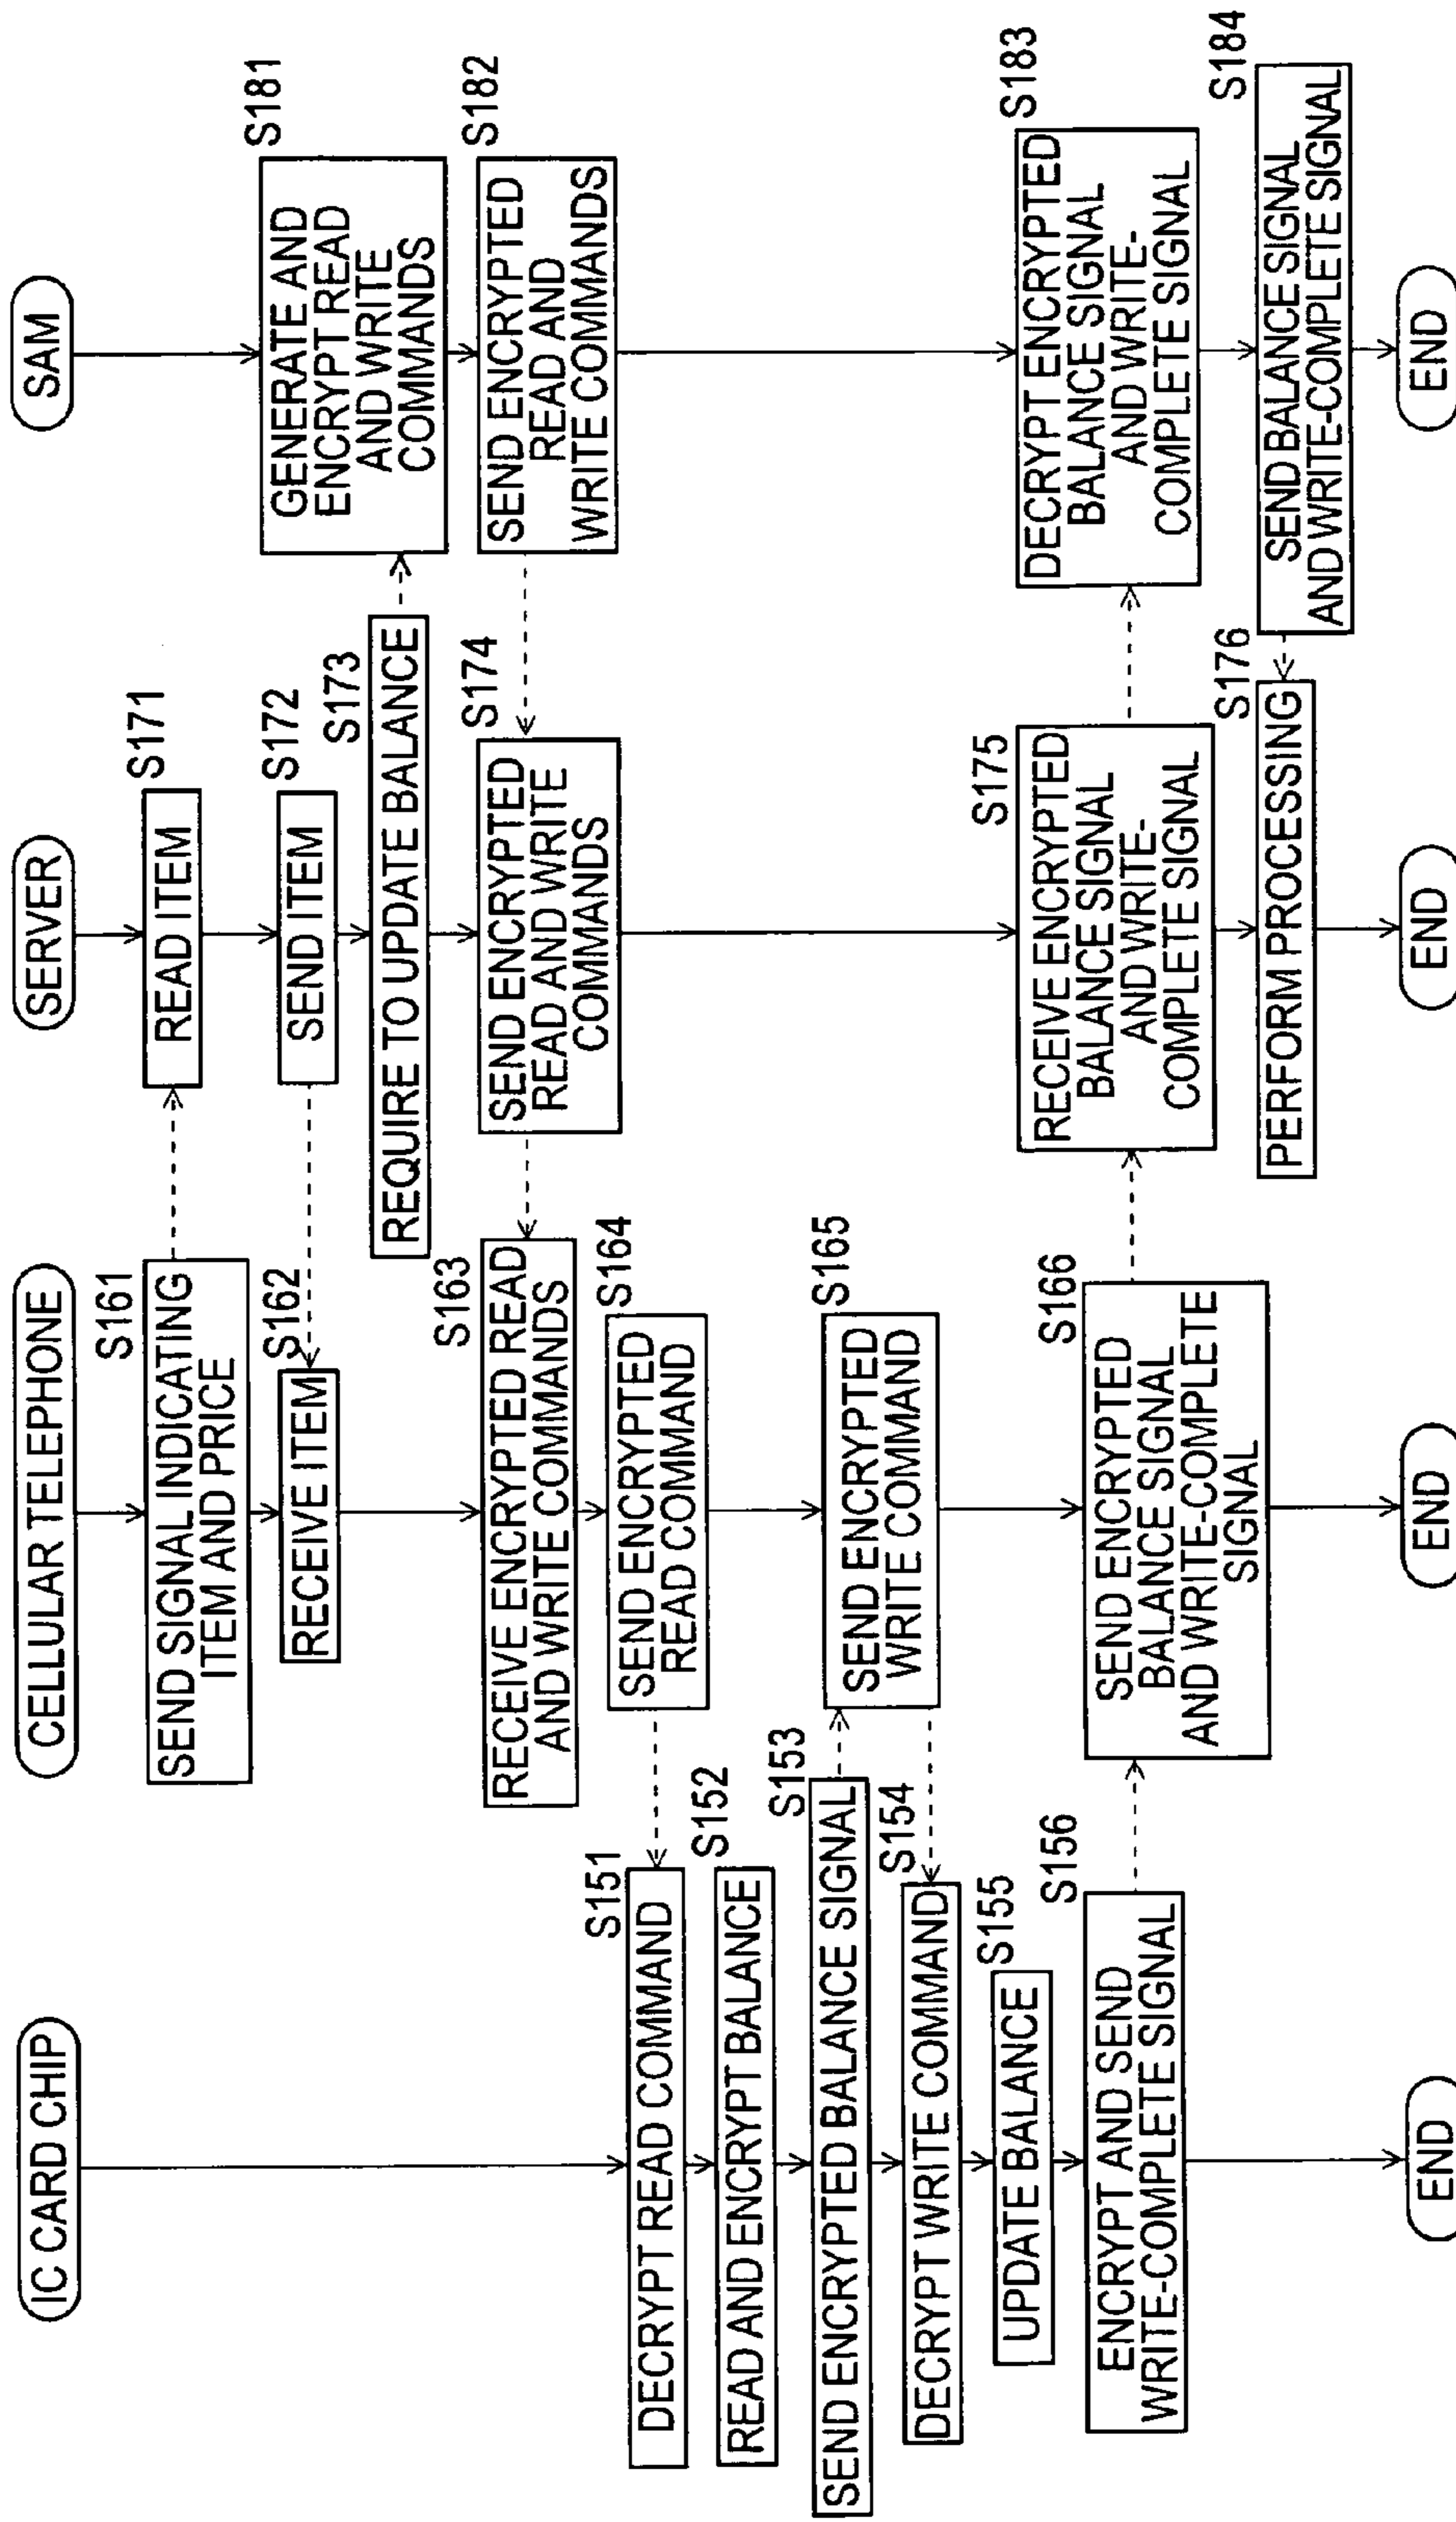 IC CARD CHIP
DECRYPT READ COMMAND
S151
READ AND ENCRYPT BALANCE
S152
SEND ENCRYPTED BALANCE SIGNAL
S153
DECRYPT WRITE COMMAND
S154
UPDATE BALANCE
S155
ENCRYPT AND SEND
WRITE-COMPLETE SIGNAL
S156
END
CELLULAR TELEPHONE
SEND SIGNAL INDICATING
ITEM AND PRICE
S161
RECEIVE ITEM
S162
RECEIVE ENCRYPTED READ
AND WRITE COMMANDS
S163
SEND ENCRYPTED
READ COMMAND
S164
SEND ENCRYPTED
WRITE COMMAND
S165
SEND ENCRYPTED
BALANCE SIGNAL
AND WRITE-COMPLETE
SIGNAL
S166
END
SERVER
READ ITEM
S171
SEND ITEM
S172
REQUIRE TO UPDATE BALANCE
S173
SEND ENCRYPTED
READ AND WRITE
COMMANDS
S174
RECEIVE ENCRYPTED
BALANCE SIGNAL
AND WRITE-
COMPLETE SIGNAL
S175
PERFORM PROCESSING
S176
END
SAM
GENERATE AND
ENCRYPT READ
AND WRITE
COMMANDS
S181
SEND ENCRYPTED
READ AND
WRITE COMMANDS
S182
DECRYPT ENCRYPTED
BALANCE SIGNAL
AND WRITE-
COMPLETE SIGNAL
S183
SEND BALANCE SIGNAL
AND WRITE-COMPLETE SIGNAL
S184
END